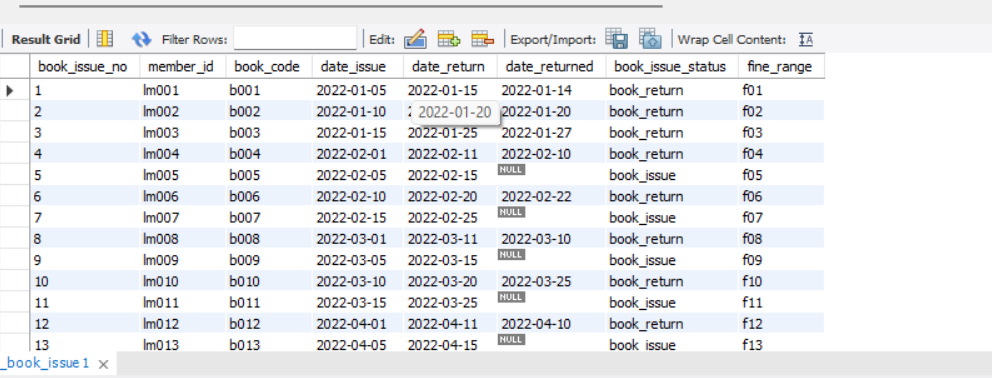 Result Grid Filter Rows: Edit: Export/Import: Wrap Cell Content: IA
book_issue_no member_id book_code date_issue date_return date_returned book_issue_status fine_range
1 lm001 b001 2022-01-05 2022-01-15 2022-01-14 book_return f01
2 lm002 b002 2022-01-10 2022-01-20 2022-01-20 book_return f02
3 lm003 b003 2022-01-15 2022-01-25 2022-01-27 book_return f03
4 lm004 b004 2022-02-01 2022-02-11 2022-02-10 book_return f04
5 lm005 b005 2022-02-05 2022-02-15 NULL book_issue f05
6 lm006 b006 2022-02-10 2022-02-20 2022-02-22 book_return f06
7 lm007 b007 2022-02-15 2022-02-25 NULL book_issue f07
8 lm008 b008 2022-03-01 2022-03-11 2022-03-10 book_return f08
9 lm009 b009 2022-03-05 2022-03-15 NULL book_issue f09
10 lm010 b010 2022-03-10 2022-03-20 2022-03-25 book_return f10
11 lm011 b011 2022-03-15 2022-03-25 NULL book_issue f11
12 lm012 b012 2022-04-01 2022-04-11 2022-04-10 book_return f12
13 lm013 b013 2022-04-05 2022-04-15 NULL book_issue f13
_book_issue 1